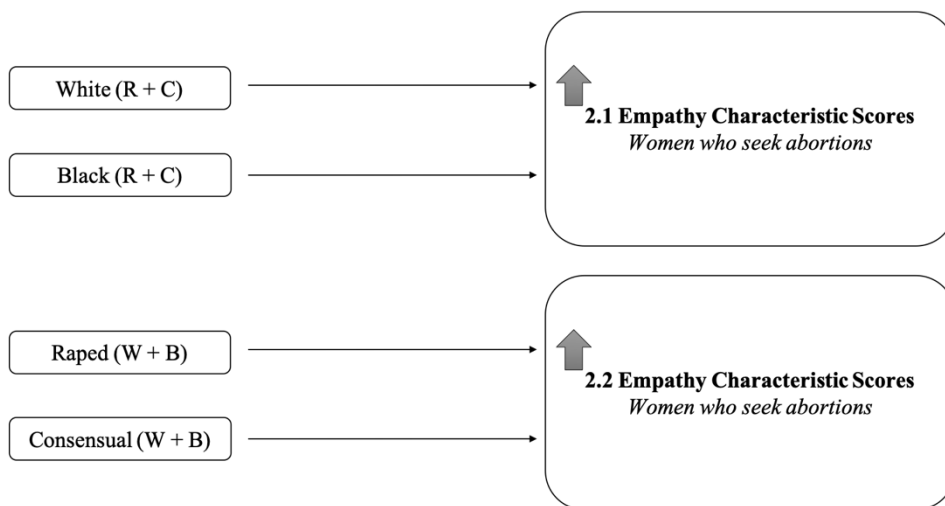 White (R + C)
2.1 Empathy Characteristic Scores
Women who seek abortions
Black (R + C)
Raped (W + B)
2.2 Empathy Characteristic Scores
Women who seek abortions
Consensual (W + B)